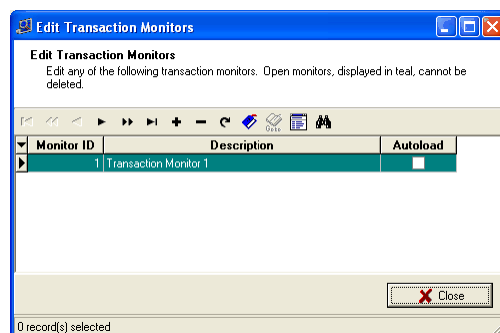 Edit Transaction Monitors
Edit Transaction Monitors
Edit any of the following transaction monitors. Open monitors, displayed in teal, cannot be
deleted.
Goto
Monitor ID Description Autoload
1 Transaction Monitor 1
Close
0 record(s) selected